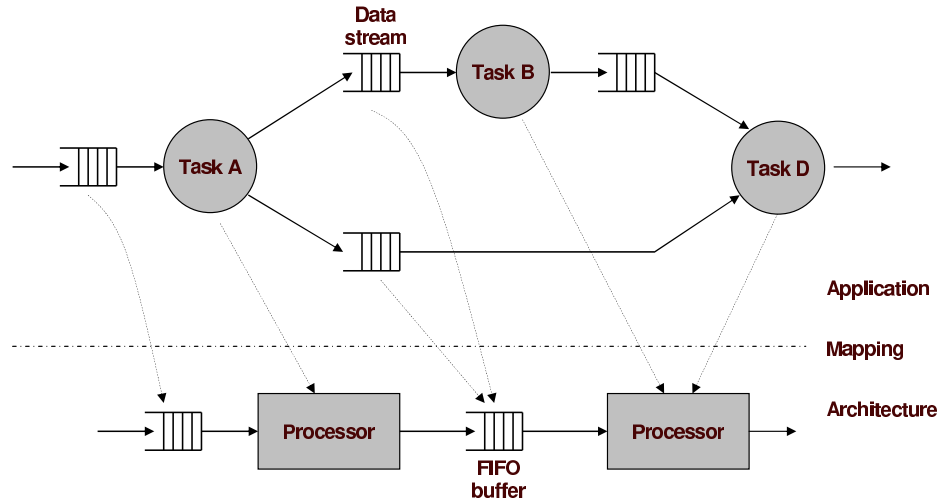 Data
stream
Task B
Task A
Task D
Application
Mapping
Architecture
Processor
Processor
FIFO
buffer